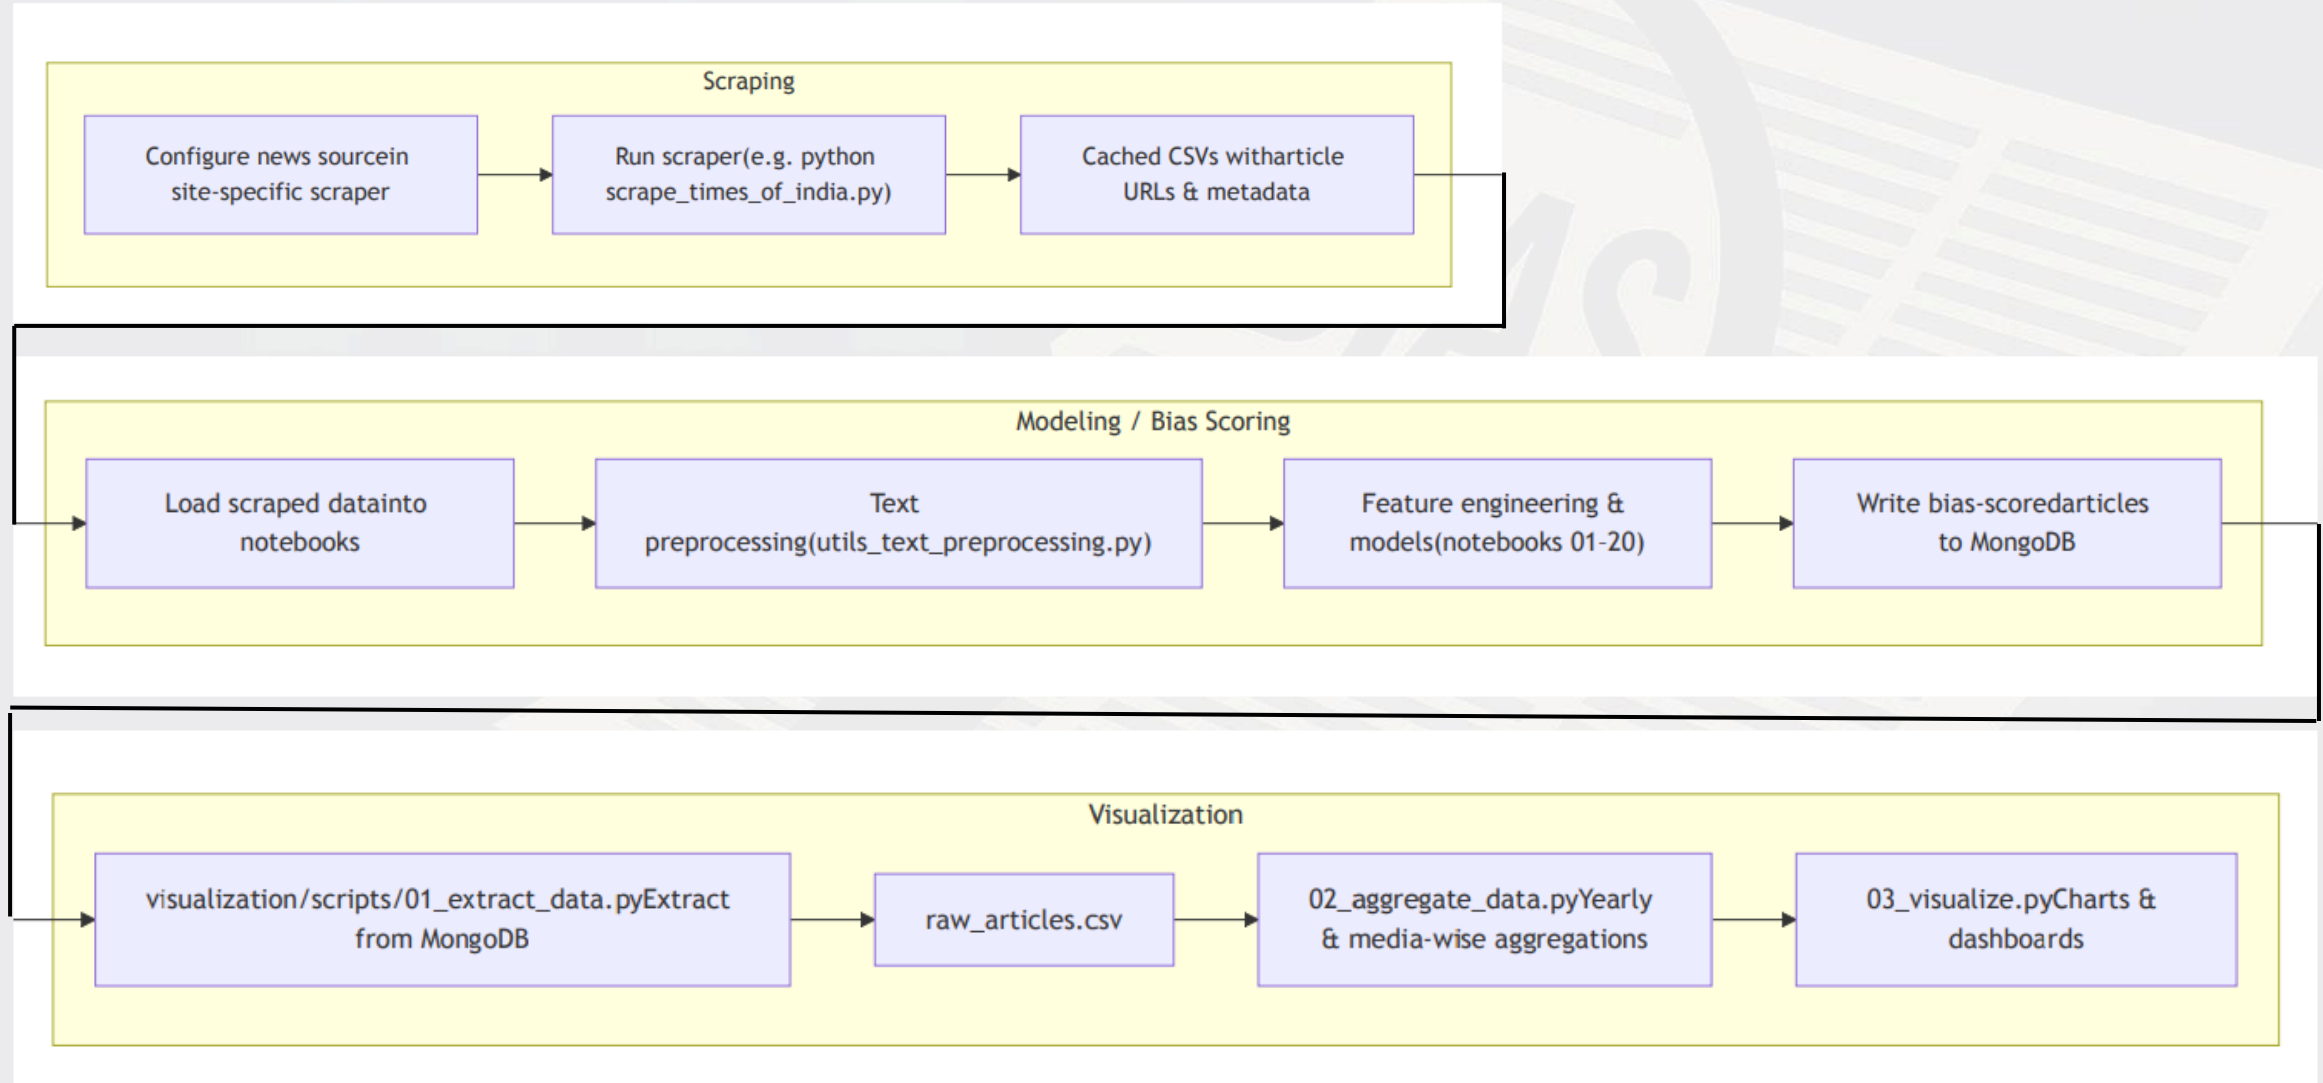 Scraping
Configure news sourcein
site-specific scraper
Run scraper(e.g. python
scrape_times_of_india.py)
Cached CSVs witharticle
URLs & metadata
Modeling / Bias Scoring
Load scraped datainto
notebooks
Text
preprocessing(utils_text_preprocessing.py)
Feature engineering &
models(notebooks 01-20)
Write bias-scoredarticles
to MongoDB
Visualization
visualization/scripts/01_extract_data.pyExtract
from MongoDB
raw_articles.csv
02_aggregate_data.pyYearly
& media-wise aggregations
03_visualize.pyCharts &
dashboards